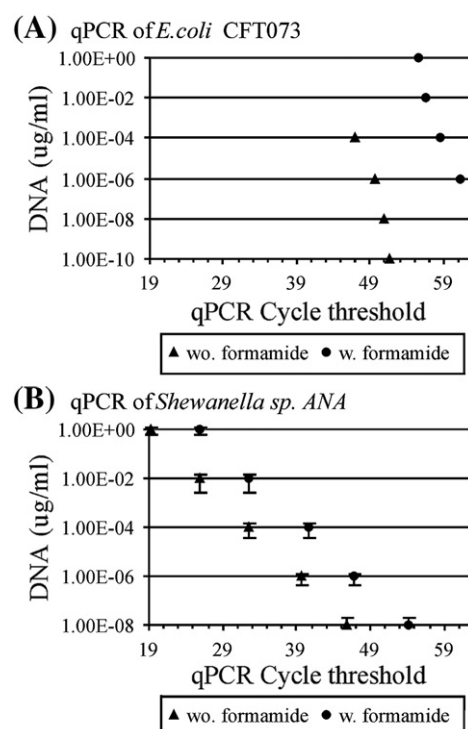 (A) qPCR of E.coli CFT073
1.00E+00
1.00E-02
1.00E-04
1.00E-06
1.00E-08
1.00E-10
DNA (ug/ml)
19 29 39 49 59
qPCR Cycle threshold
▲ wo. formamide ● w. formamide
(B) qPCR of Shewanella sp. ANA
1.00E+00
1.00E-02
1.00E-04
1.00E-06
1.00E-08
DNA (ug/ml)
19 29 39 49 59
qPCR Cycle threshold
▲ wo. formamide ● w. formamide